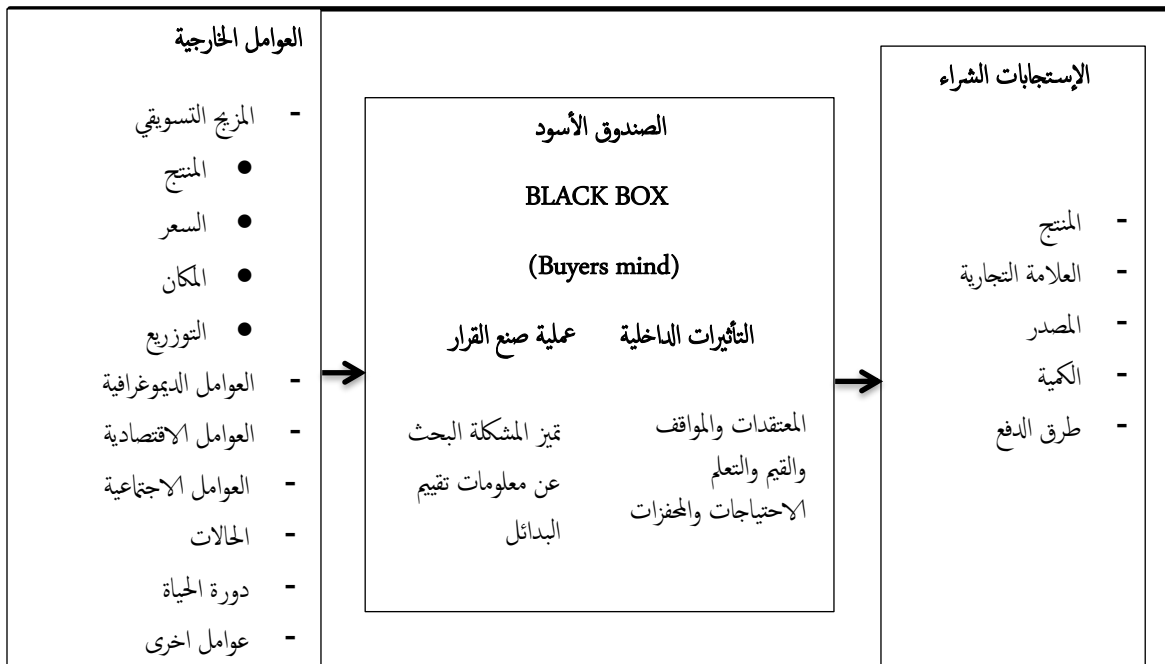 العوامل الخارجية
- المزيج التسويقي
● المنتج
● السعر
● المكان
● التوزريع
- العوامل الديموغرافية
- العوامل الاقتصادية
- العوامل الاجتماعية
- الحالات
- دورة الحياة
- عوامل اخرى
الصندوق الأسود
BLACK BOX
(Buyers mind)
التأثيرات الداخلية
المعتقدات والمواقف
والقيم والتعلم
الاحتياجات والمحفزات
عملية صنع القرار
تميز المشكلة البحث
عن معلومات تقييم
البدائل
الإستجابات الشراء
- المنتج
- العلامة التجارية
- المصدر
- الكمية
- طرق الدفع